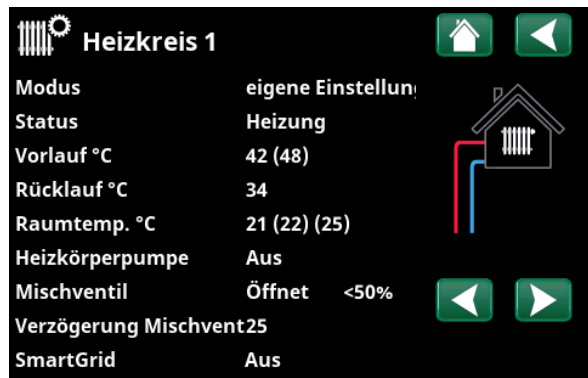 Heizkreis 1
Modus eigene Einstellung
Status Heizung
Vorlauf °C 42 (48)
Rücklauf °C 34
Raumtemp. °C 21 (22) (25)
Heizkörperpumpe Aus
Mischventil Öffnet <50%
Verzögerung Mischvent25
SmartGrid Aus